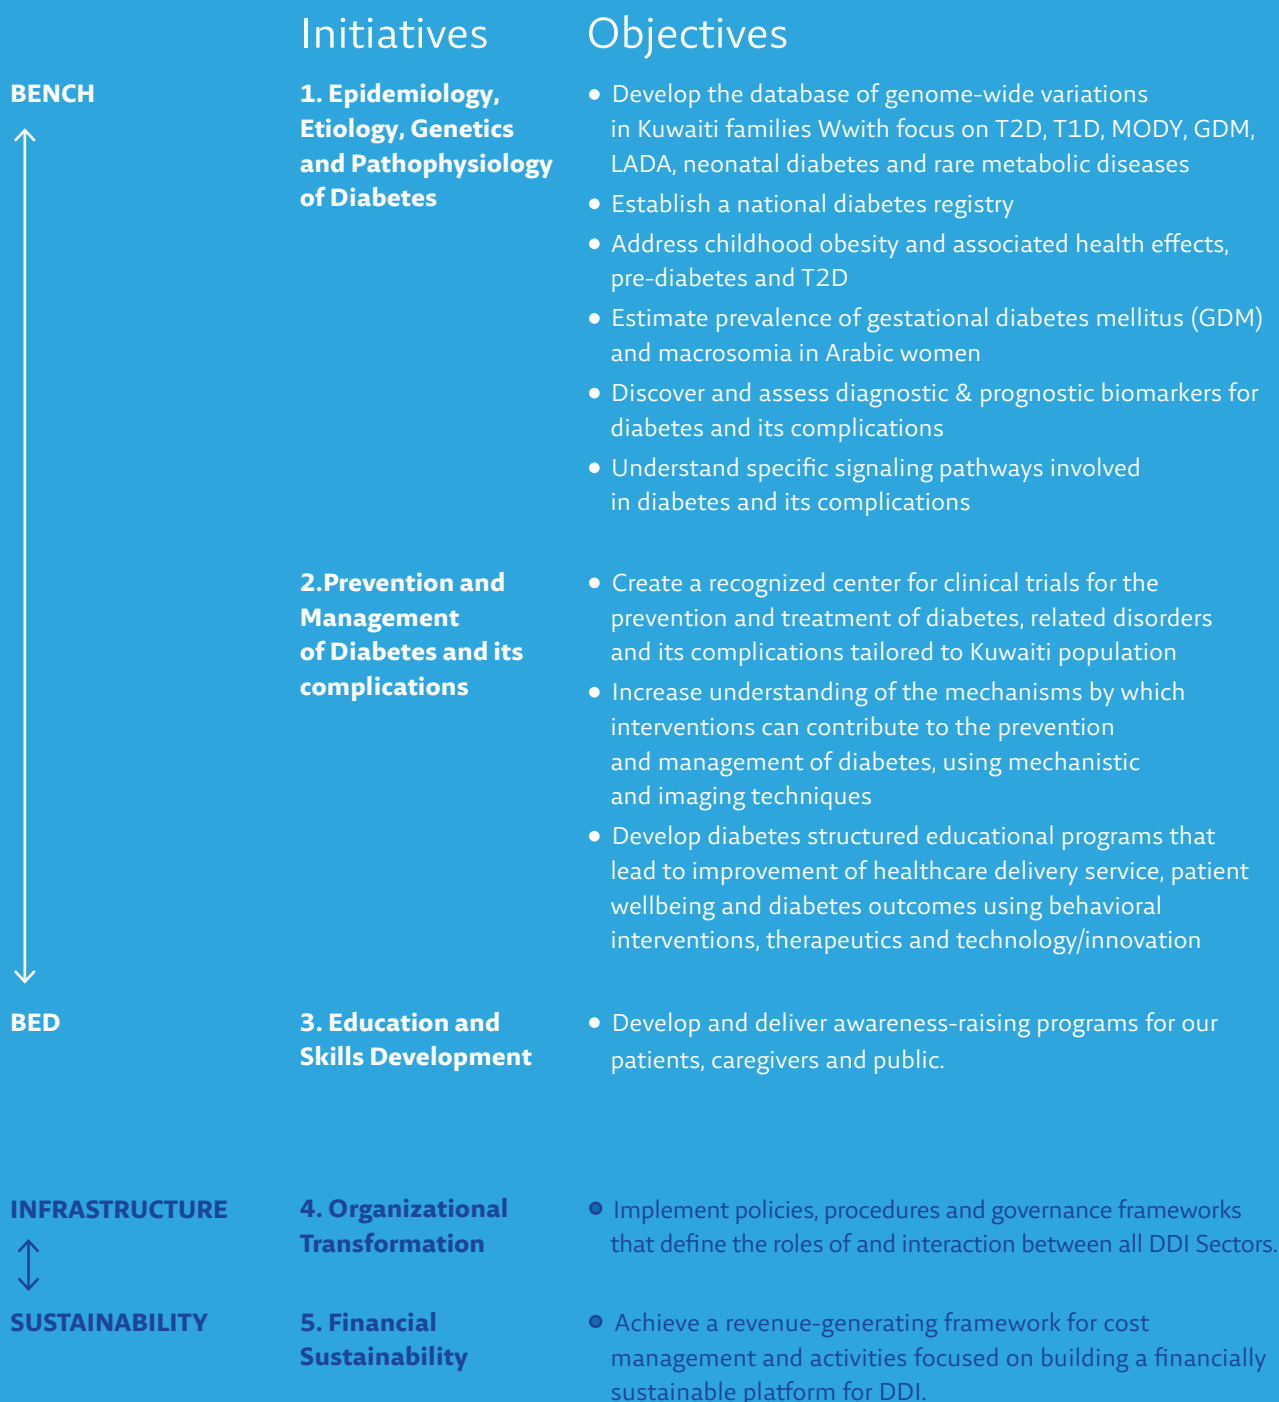 Initiatives Objectives
BENCH
1. Epidemiology,
Etiology, Genetics
and Pathophysiology
of Diabetes
• Develop the database of genome-wide variations
in Kuwaiti families Wwith focus on T2D, T1D, MODY, GDM,
LADA, neonatal diabetes and rare metabolic diseases
• Establish a national diabetes registry
• Address childhood obesity and associated health effects,
pre-diabetes and T2D
• Estimate prevalence of gestational diabetes mellitus (GDM)
and macrosomia in Arabic women
• Discover and assess diagnostic & prognostic biomarkers for
diabetes and its complications
• Understand specific signaling pathways involved
in diabetes and its complications
2.Prevention and
Management
of Diabetes and its
complications
• Create a recognized center for clinical trials for the
prevention and treatment of diabetes, related disorders
and its complications tailored to Kuwaiti population
• Increase understanding of the mechanisms by which
interventions can contribute to the prevention
and management of diabetes, using mechanistic
and imaging techniques
• Develop diabetes structured educational programs that
lead to improvement of healthcare delivery service, patient
wellbeing and diabetes outcomes using behavioral
interventions, therapeutics and technology/innovation
BED
3. Education and
Skills Development
• Develop and deliver awareness-raising programs for our
patients, caregivers and public.
INFRASTRUCTURE
4. Organizational
Transformation
• Implement policies, procedures and governance frameworks
that define the roles of and interaction between all DDI Sectors.
SUSTAINABILITY
5. Financial
Sustainability
• Achieve a revenue-generating framework for cost
management and activities focused on building a financially
sustainable platform for DDI.